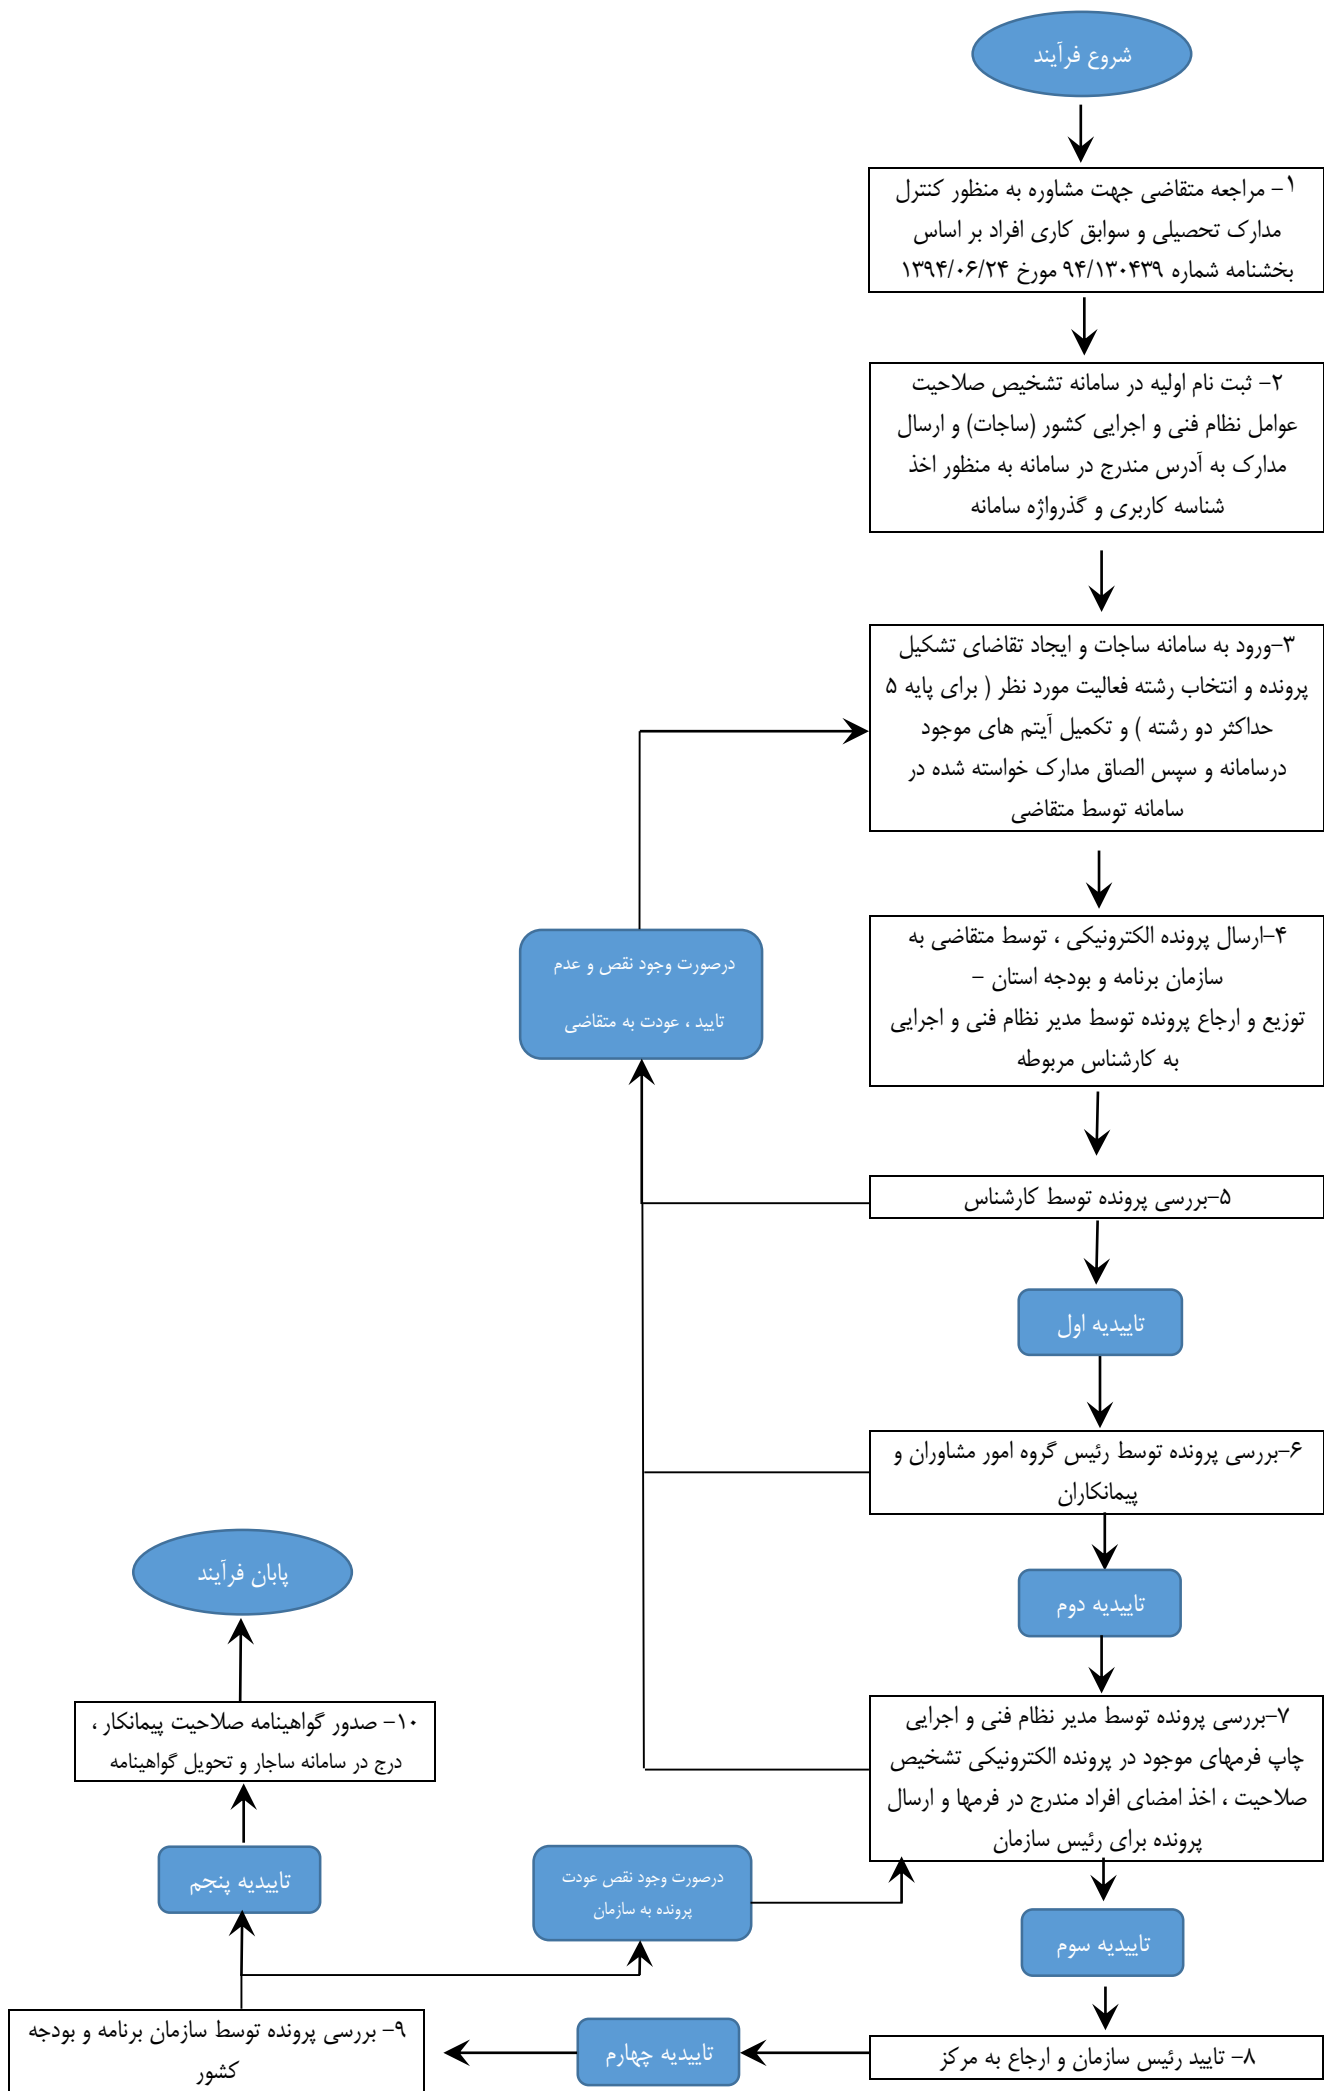 شروع فرآیند
۱- مراجعه متقاضی جهت مشاوره به منظور کنترل
مدارک تحصیلی و سوابق کاری افراد بر اساس
بخشنامه شماره ۹۴/۱۳۰۴۳۹ مورخ ۱۳۹۴/۰۶/۲۴
۲- ثبت نام اولیه در سامانه تشخیص صلاحیت
عوامل نظام فنی و اجرایی کشور (ساجات) و ارسال
مدارک به آدرس مندرج در سامانه به منظور اخذ
شناسه کاربری و گذرواژه سامانه
۳-ورود به سامانه ساجات و ایجاد تقاضای تشکیل
پرونده و انتخاب رشته فعالیت مورد نظر ( برای پایه ۵
حداکثر دو رشته ) و تکمیل آیتم های موجود
درسامانه و سپس الصاق مدارک خواسته شده در
سامانه توسط متقاضی
درصورت وجود نقص و عدم
تایید ، عودت به متقاضی
۴-ارسال پرونده الکترونیکی ، توسط متقاضی به
سازمان برنامه و بودجه استان -
توزیع و ارجاع پرونده توسط مدیر نظام فنی و اجرایی
به کارشناس مربوطه
۵-بررسی پرونده توسط کارشناس
تاییدیه اول
۶-بررسی پرونده توسط رئیس گروه امور مشاوران و
پیمانکاران
تاییدیه دوم
۷-بررسی پرونده توسط مدیر نظام فنی و اجرایی
چاپ فرمهای موجود در پرونده الکترونیکی تشخیص
صلاحیت ، اخذ امضای افراد مندرج در فرمها و ارسال
پرونده برای رئیس سازمان
تاییدیه سوم
۸- تایید رئیس سازمان و ارجاع به مرکز
تاییدیه چهارم
۹- بررسی پرونده توسط سازمان برنامه و بودجه
کشور
درصورت وجود نقص عودت
پرونده به سازمان
تاییدیه پنجم
۱۰- صدور گواهینامه صلاحیت پیمانکار ،
درج در سامانه ساجار و تحویل گواهینامه
پابان فرآیند